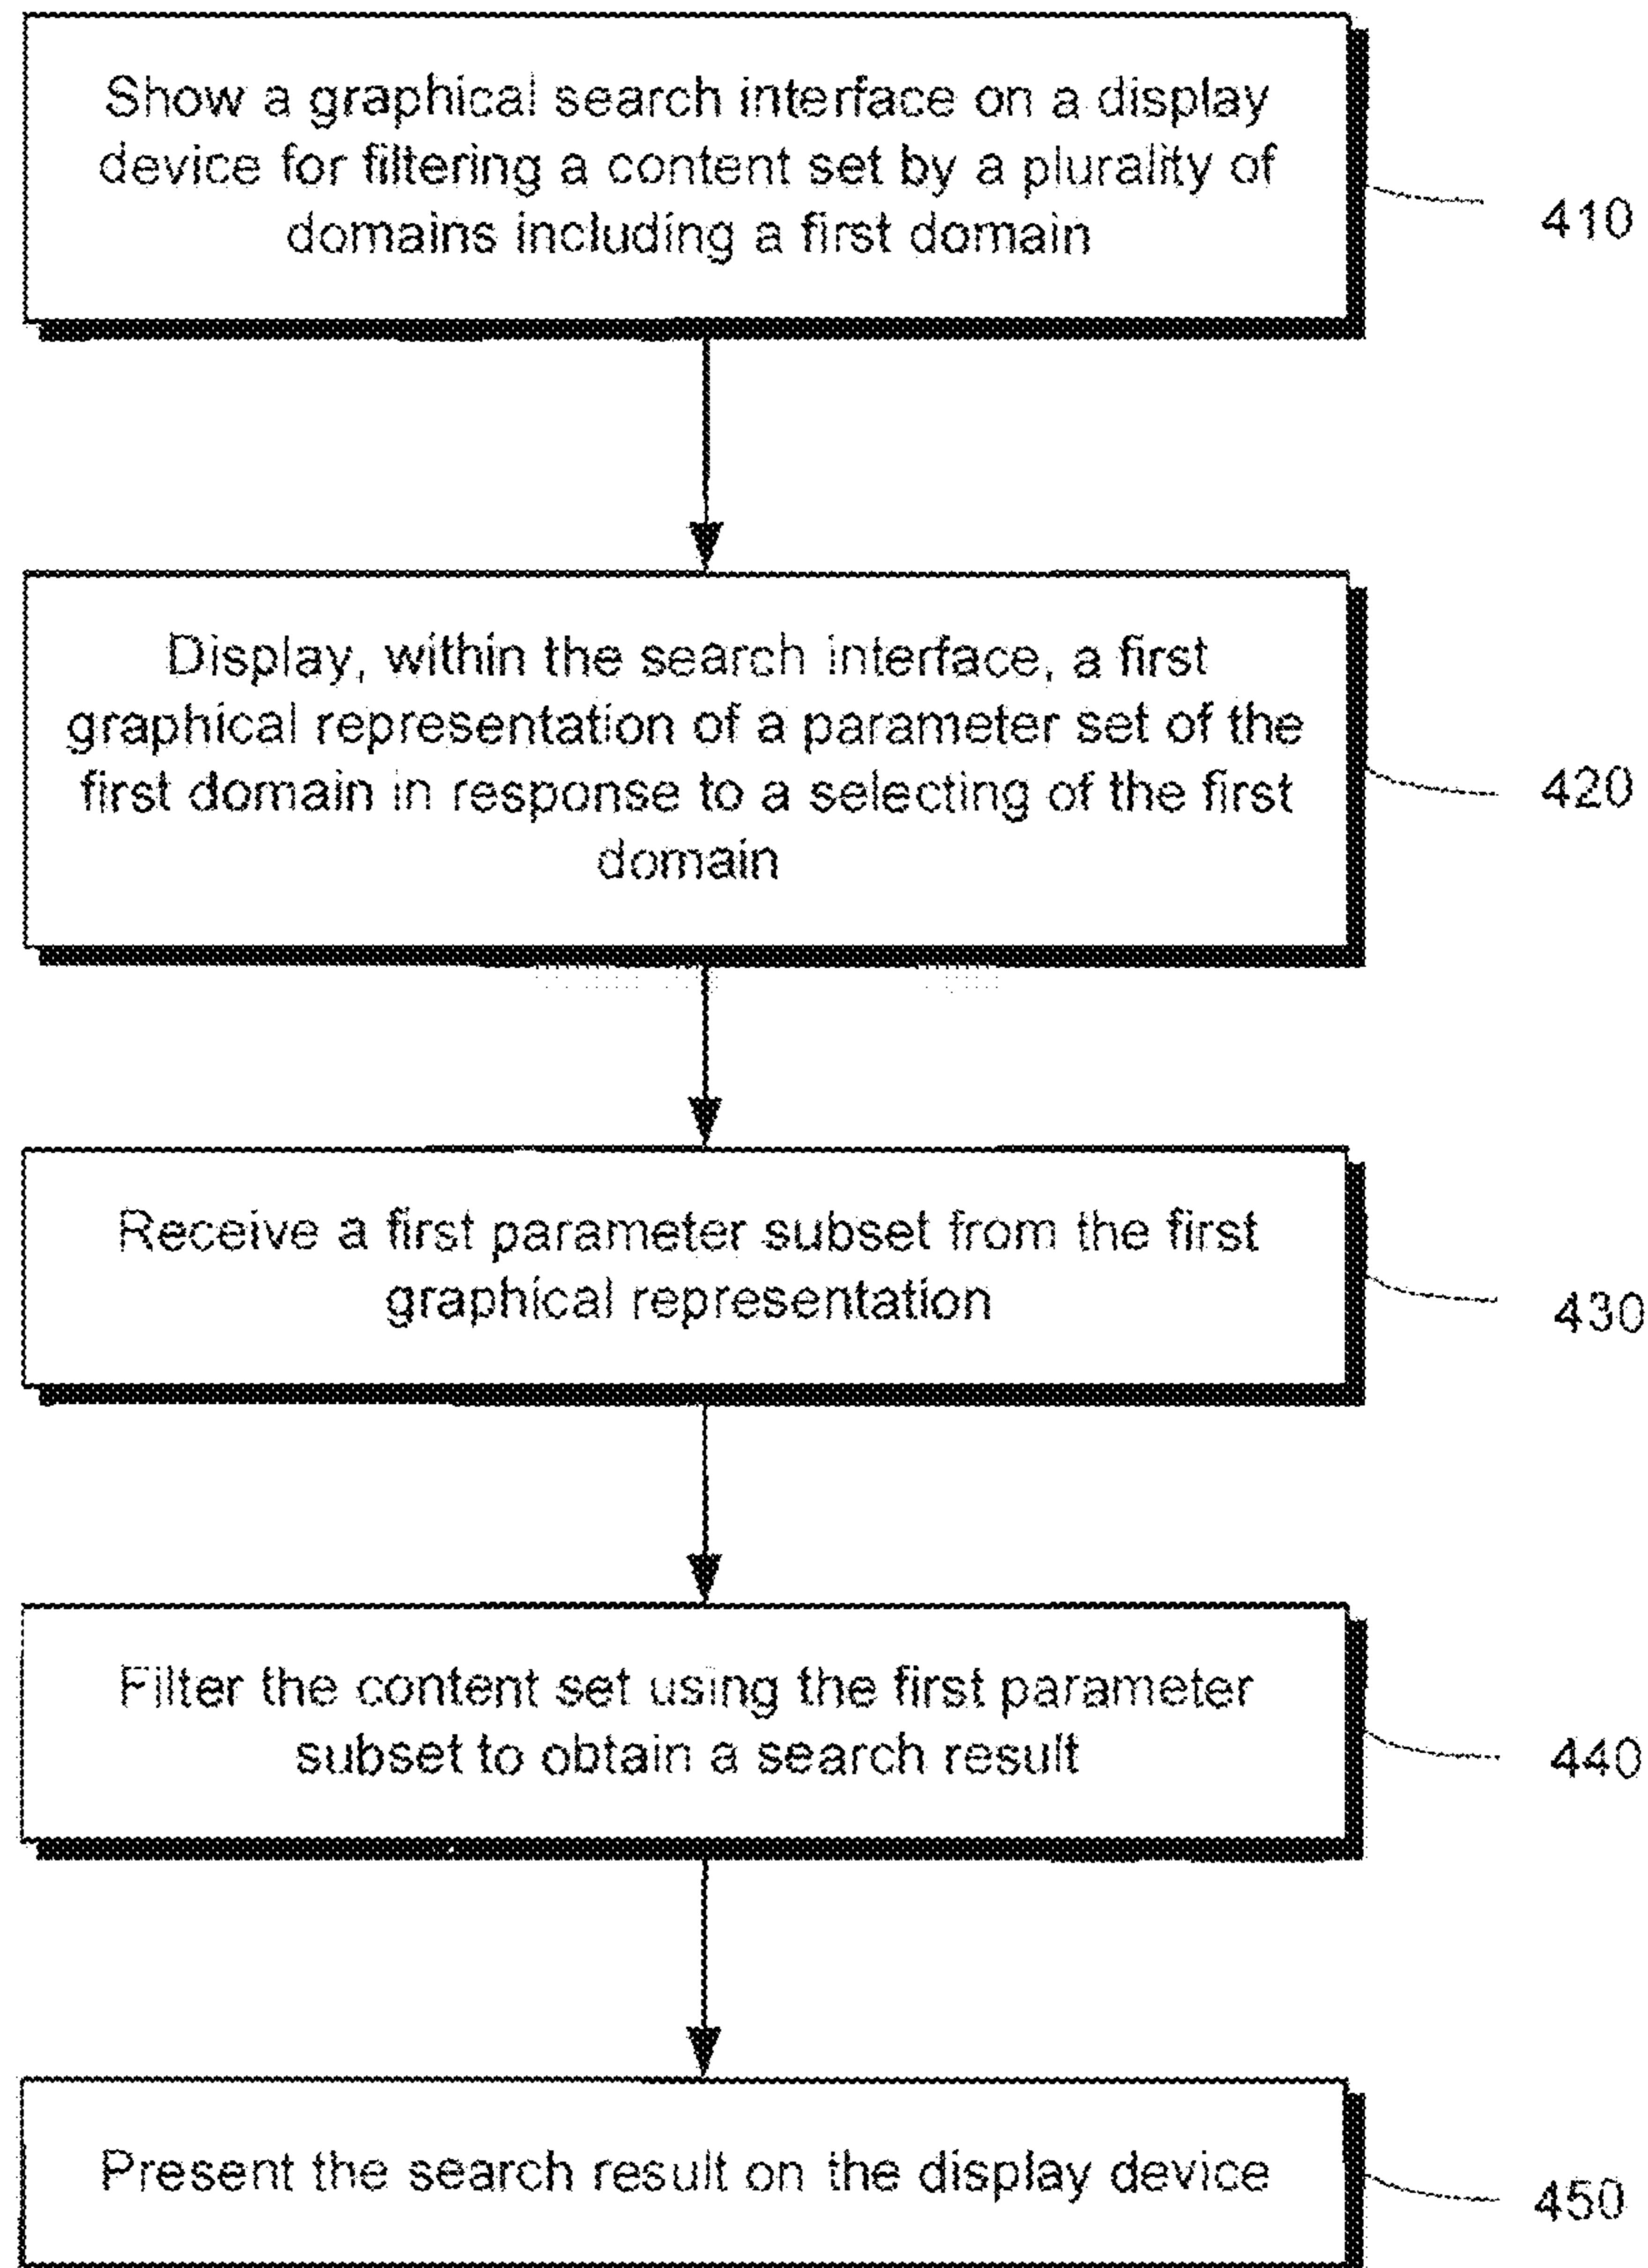 Show a graphical search interface on a display
device for filtering a content set by a plurality of
domains including a first domain
410
Display, within the search interface, a first
graphical representation of a parameter set of the
first domain in response to a selecting of the first
domain
420
Receive a first parameter subset from the first
graphical representation
430
Filter the content set using the first parameter
subset to obtain a search result
440
Present the search result on the display device
450